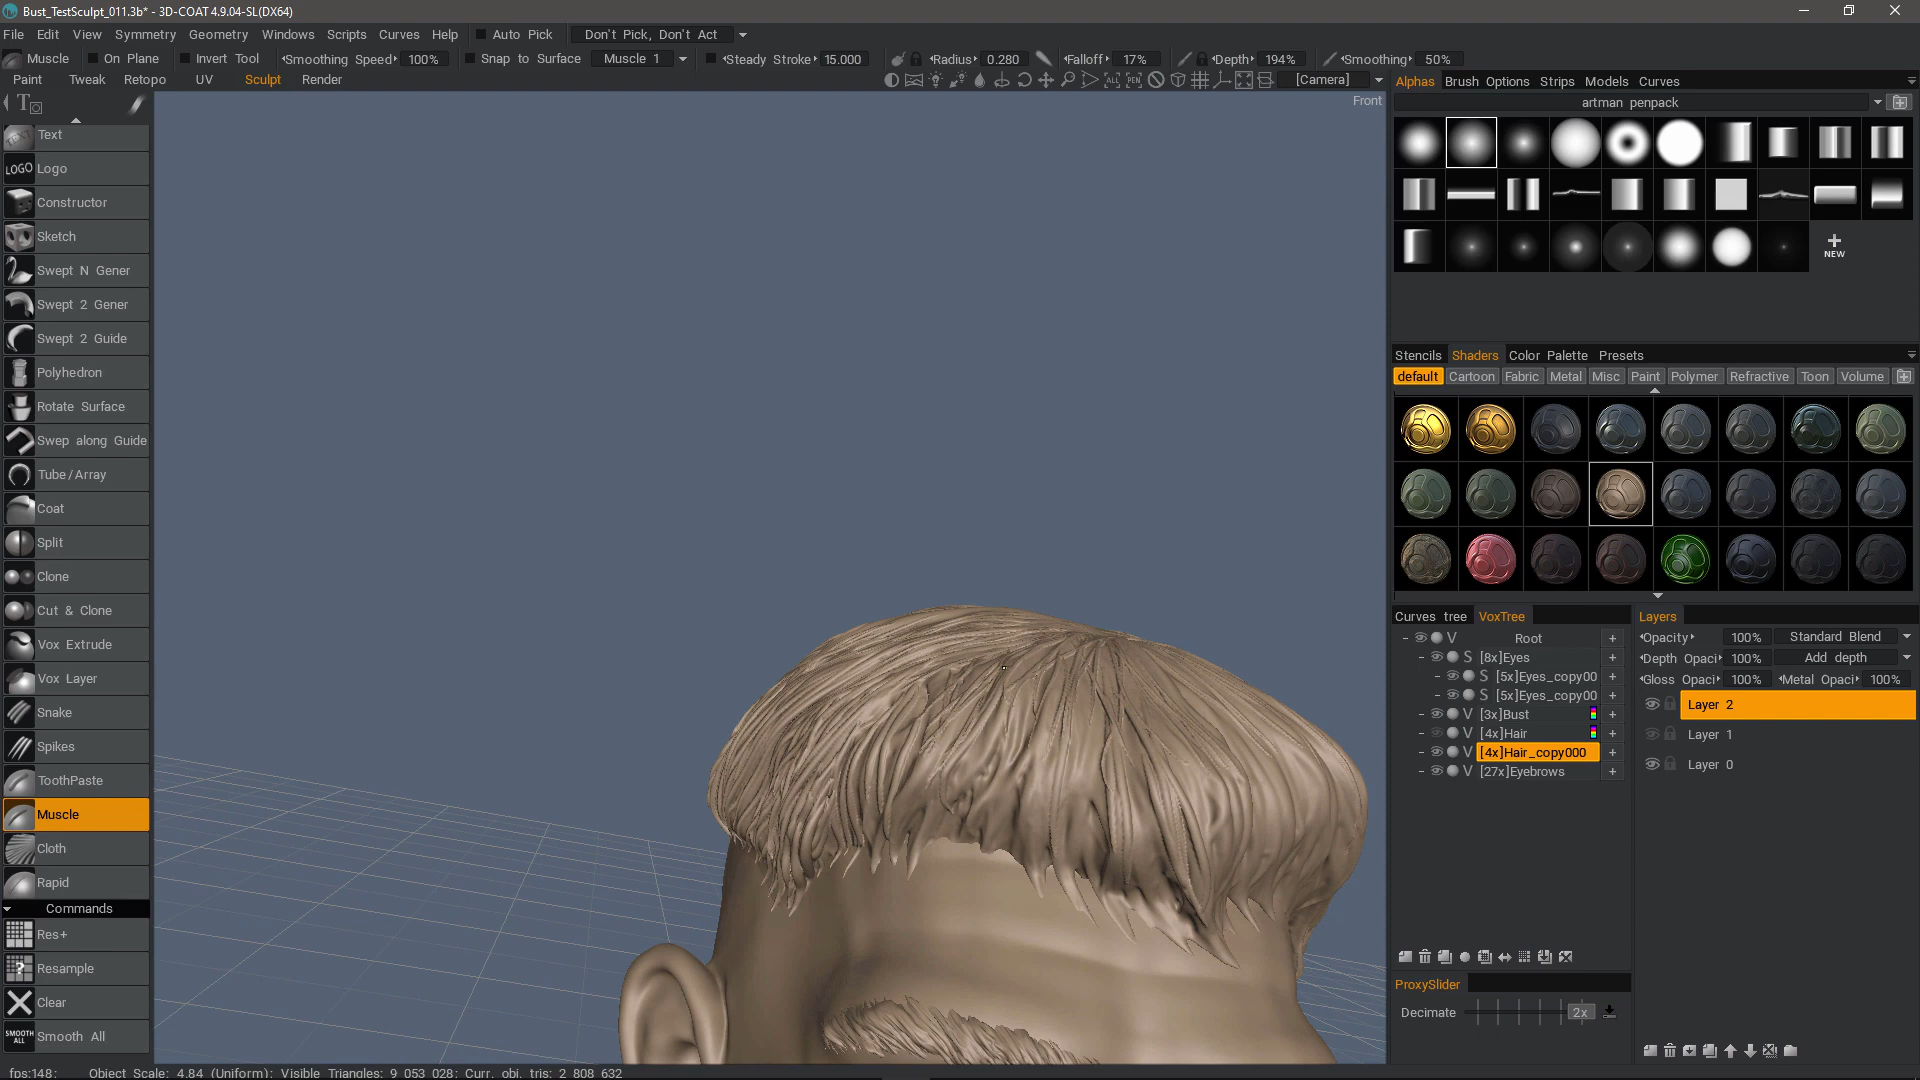 Bust_TestSculpt_011.3b* - 3D-COAT 4.9.04-SL(DX64)
File Edit View Symmetry Geometry Windows Scripts Curves Help Auto Pick Don't Pick, Don't Act
Muscle On Plane Invert Tool Smoothing Speed 100% Snap to Surface Muscle 1 Steady Stroke 15.000 Radius 0.280 Falloff 17% Depth 194% Smoothing 50%
Paint Tweak Retopo UV Sculpt Render [Camera]
Front
Text
LOGO Logo
Constructor
Sketch
Swept N Gener
Swept 2 Gener
Swept 2 Guide
Polyhedron
Rotate Surface
Swep along Guide
Tube/Array
Coat
Split
Clone
Cut & Clone
Vox Extrude
Vox Layer
Snake
Spikes
ToothPaste
Muscle
Cloth
Rapid
Commands
Res+
Resample
Clear
SMOOTH ALL Smooth All
Alphas Brush Options Strips Models Curves
artman penpack
NEW
Stencils Shaders Color Palette Presets
default Cartoon Fabric Metal Misc Paint Polymer Refractive Toon Volume
Curves tree VoxTree
V Root
S [8x]Eyes
S [5x]Eyes_copy00
S [5x]Eyes_copy00
V [3x]Bust
V [4x]Hair
V [4x]Hair_copy000
V [27x]Eyebrows
ProxySlider
Decimate 2x
Layers
Opacity 100% Standard Blend
Depth Opaci 100% Add depth
Gloss Opaci 100% Metal Opaci 100%
Layer 2
Layer 1
Layer 0
fps:148; Object Scale: 4.84 (Uniform); Visible Triangles: 9 053 028; Curr. obj. tris: 2 808 632